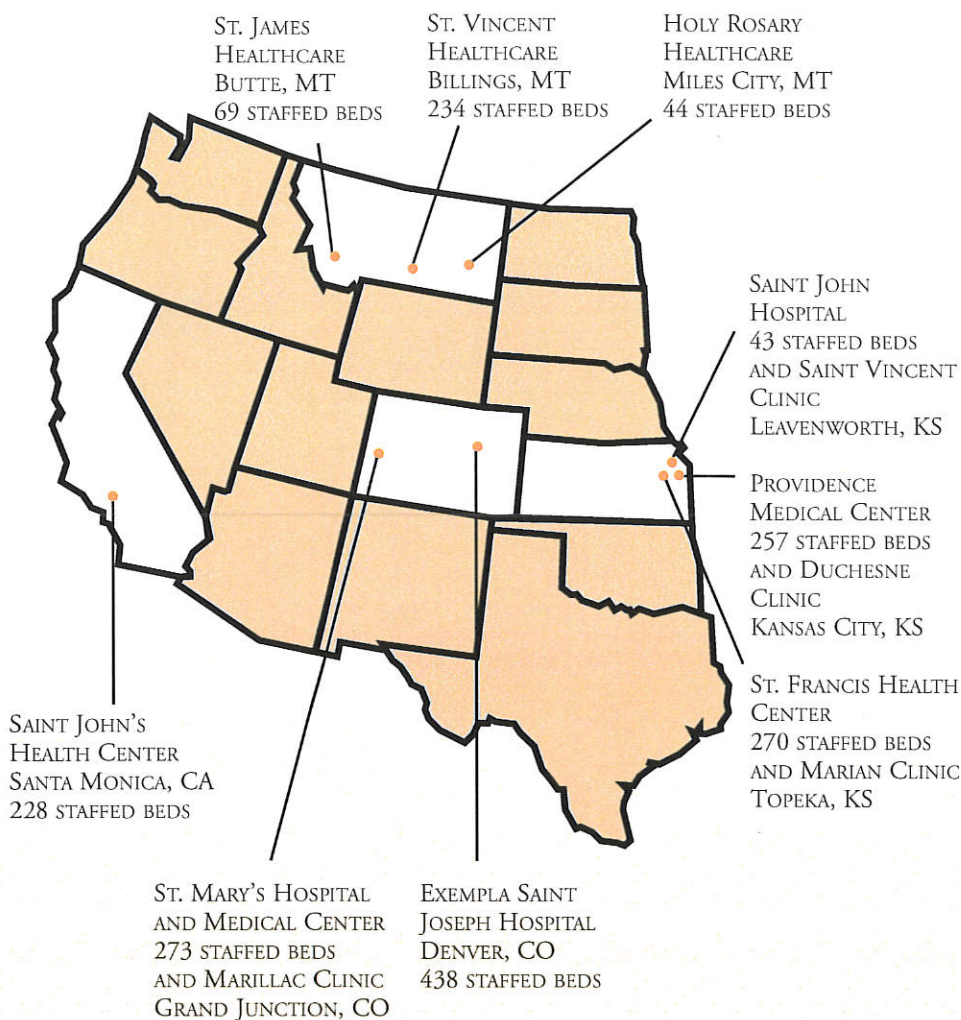 St. James
Healthcare
Butte, MT
69 staffed beds
St. Vincent
Healthcare
Billings, MT
234 staffed beds
Holy Rosary
Healthcare
Miles City, MT
44 staffed beds
Saint John
Hospital
43 staffed beds
and Saint Vincent
Clinic
Leavenworth, KS
Providence
Medical Center
257 staffed beds
and Duchesne
Clinic
Kansas City, KS
St. Francis Health
Center
270 staffed beds
and Marian Clinic
Topeka, KS
Saint John's
Health Center
Santa Monica, CA
228 staffed beds
St. Mary's Hospital
and Medical Center
273 staffed beds
and Marillac Clinic
Grand Junction, CO
Exempla Saint
Joseph Hospital
Denver, CO
438 staffed beds